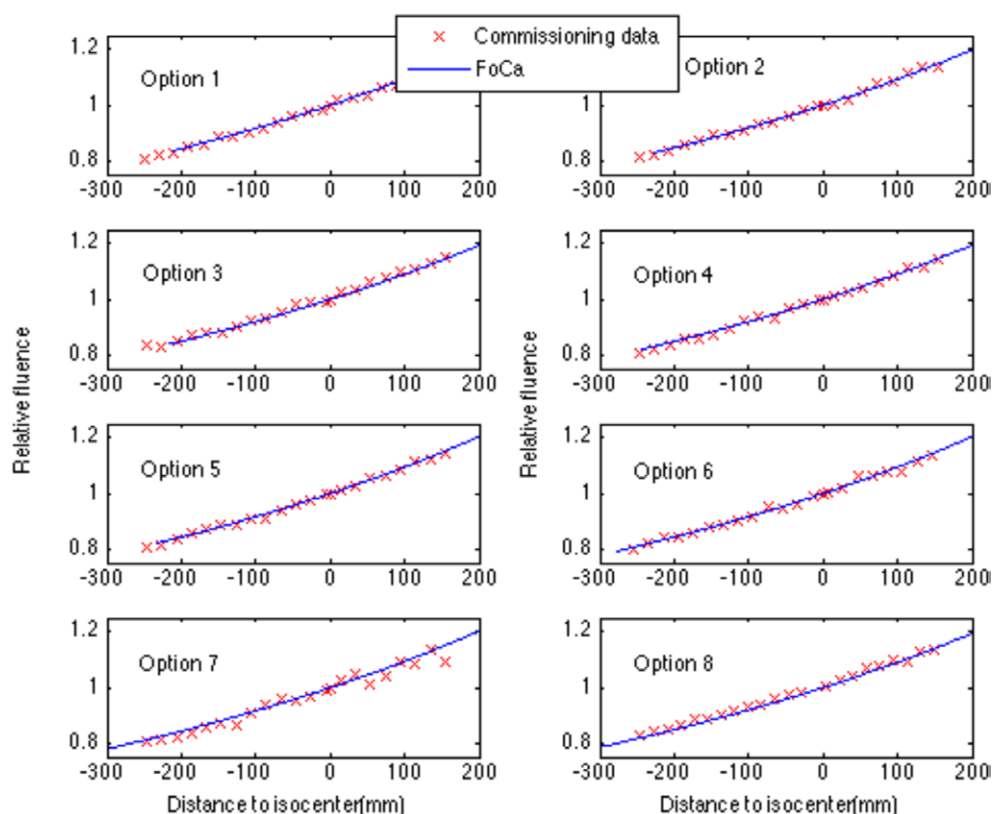 Commissioning data
FoCa
1.2
1
0.8
Option 1
-300 -200 -100 0 100 200
1.2
1
0.8
Option 2
-300 -200 -100 0 100 200
1.2
1
0.8
Option 3
-300 -200 -100 0 100 200
1.2
1
0.8
Option 4
-300 -200 -100 0 100 200
Relative fluence
Relative fluence
1.2
1
0.8
Option 5
-300 -200 -100 0 100 200
1.2
1
0.8
Option 6
-300 -200 -100 0 100 200
1.2
1
0.8
Option 7
-300 -200 -100 0 100 200
Distance to isocenter(mm)
1.2
1
0.8
Option 8
-300 -200 -100 0 100 200
Distance to isocenter(mm)